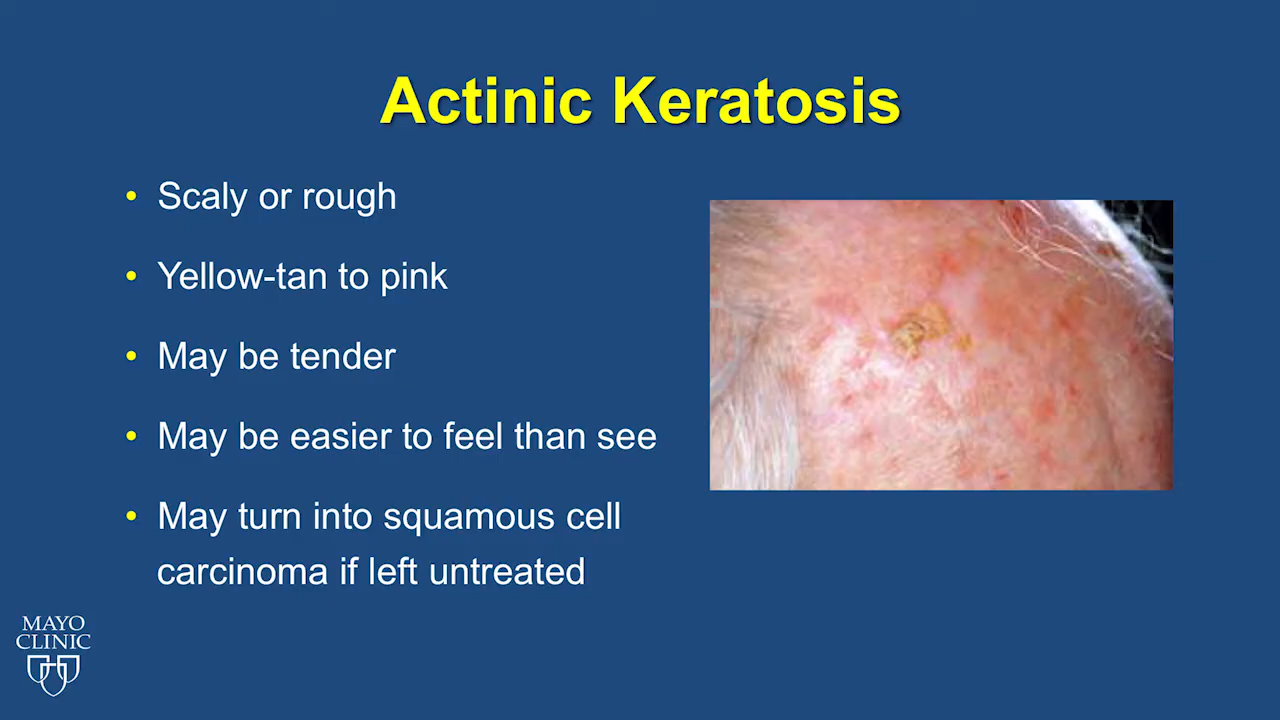 Actinic Keratosis
• Scaly or rough
• Yellow-tan to pink
• May be tender
• May be easier to feel than see
• May turn into squamous cell
carcinoma if left untreated
MAYO
CLINIC